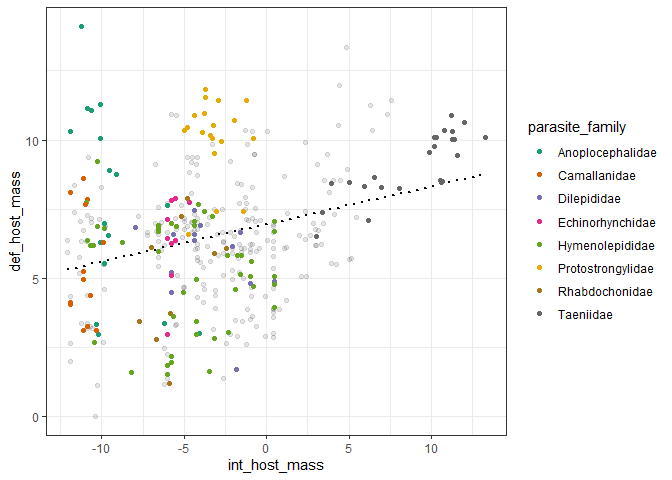 10
5
0
-10
-5
0
5
10
int_host_mass
def_host_mass
parasite_family
Anoplocephalidae
Camallanidae
Dilepididae
Echinorhynchidae
Hymenolepididae
Protostrongylidae
Rhabdochonidae
Taeniidae